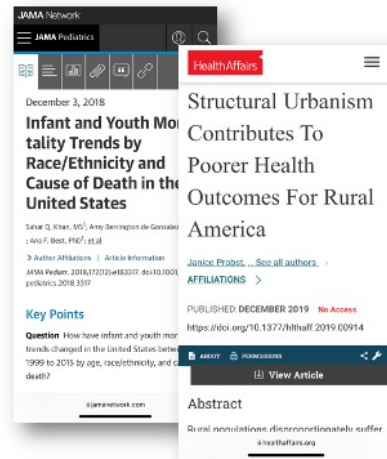 JAMA Network
JAMA Pediatrics
December 3, 2018
Infant and Youth Mor
tality Trends by
Race/Ethnicity and
Cause of Death in the
United States
Sahar Q. Khan, MS1; Amy Berrington de Gonzalez
; Ana F. Best, PhD1; et al
> Author Affiliations | Article Information
JAMA Pediatr. 2018;172(12):e183317. doi:10.1001/
pediatrics.2018.3317
Key Points
Question How have infant and youth mor
trends changed in the United States betwe
1999 to 2015 by age, race/ethnicity, and ca
death?
jamanetwork.com
HealthAffairs
Structural Urbanism
Contributes To
Poorer Health
Outcomes For Rural
America
Janice Probst, ... See all authors >
AFFILIATIONS >
PUBLISHED: DECEMBER 2019 No Access
https://doi.org/10.1377/hlthaff.2019.00914
ABOUT PERMISSIONS
View Article
Abstract
Rural populations disproportionately suffer
healthaffairs.org